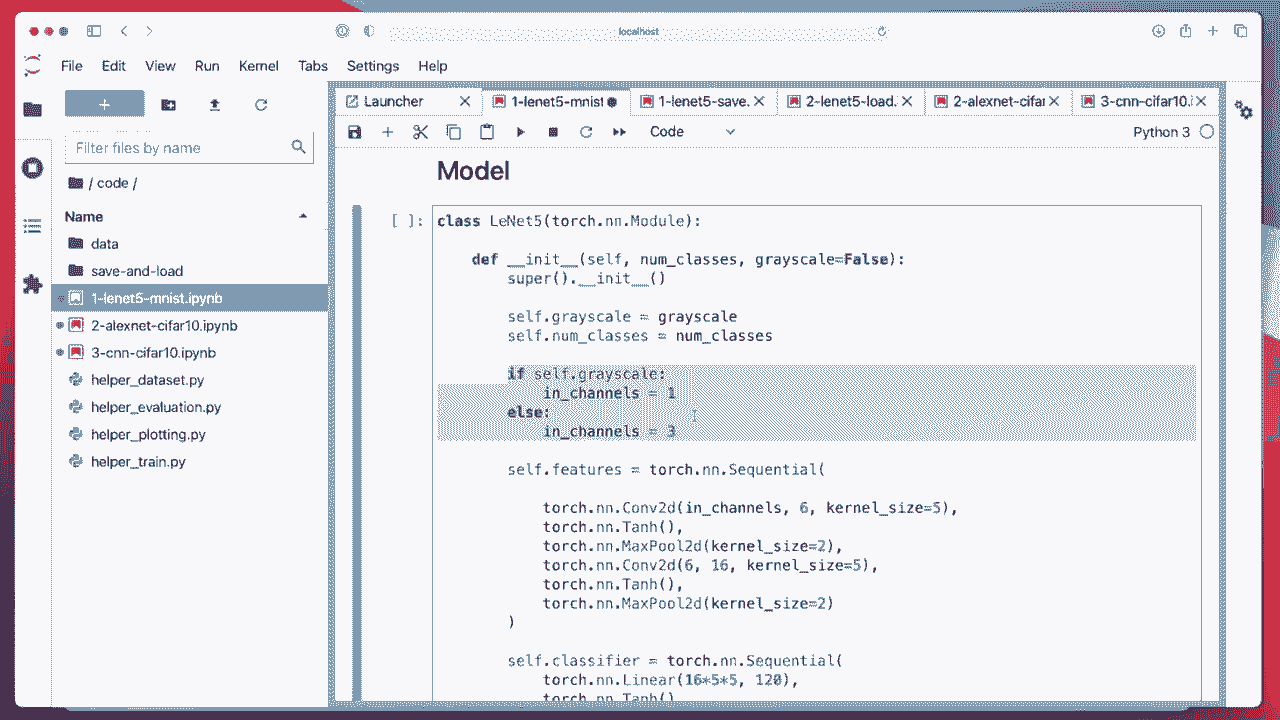 localhost
File Edit View Run Kernel Tabs Settings Help
Launcher
1-lenet5-mnist
1-lenet5-save.
2-lenet5-load.
2-alexnet-cifar
3-cnn-cifar10.i
Filter files by name
Code
Python 3
/ code /
Name
data
save-and-load
1-lenet5-mnist.ipynb
2-alexnet-cifar10.ipynb
3-cnn-cifar10.ipynb
helper_dataset.py
helper_evaluation.py
helper_plotting.py
helper_train.py
Model
[ ]:
class LeNet5(torch.nn.Module):
def __init__(self, num_classes, grayscale=False):
super().__init__()
self.grayscale = grayscale
self.num_classes = num_classes
if self.grayscale:
in_channels = 1
else:
in_channels = 3
self.features = torch.nn.Sequential(
torch.nn.Conv2d(in_channels, 6, kernel_size=5),
torch.nn.Tanh(),
torch.nn.MaxPool2d(kernel_size=2),
torch.nn.Conv2d(6, 16, kernel_size=5),
torch.nn.Tanh(),
torch.nn.MaxPool2d(kernel_size=2)
)
self.classifier = torch.nn.Sequential(
torch.nn.Linear(16*5*5, 120),
torch.nn.Tanh()